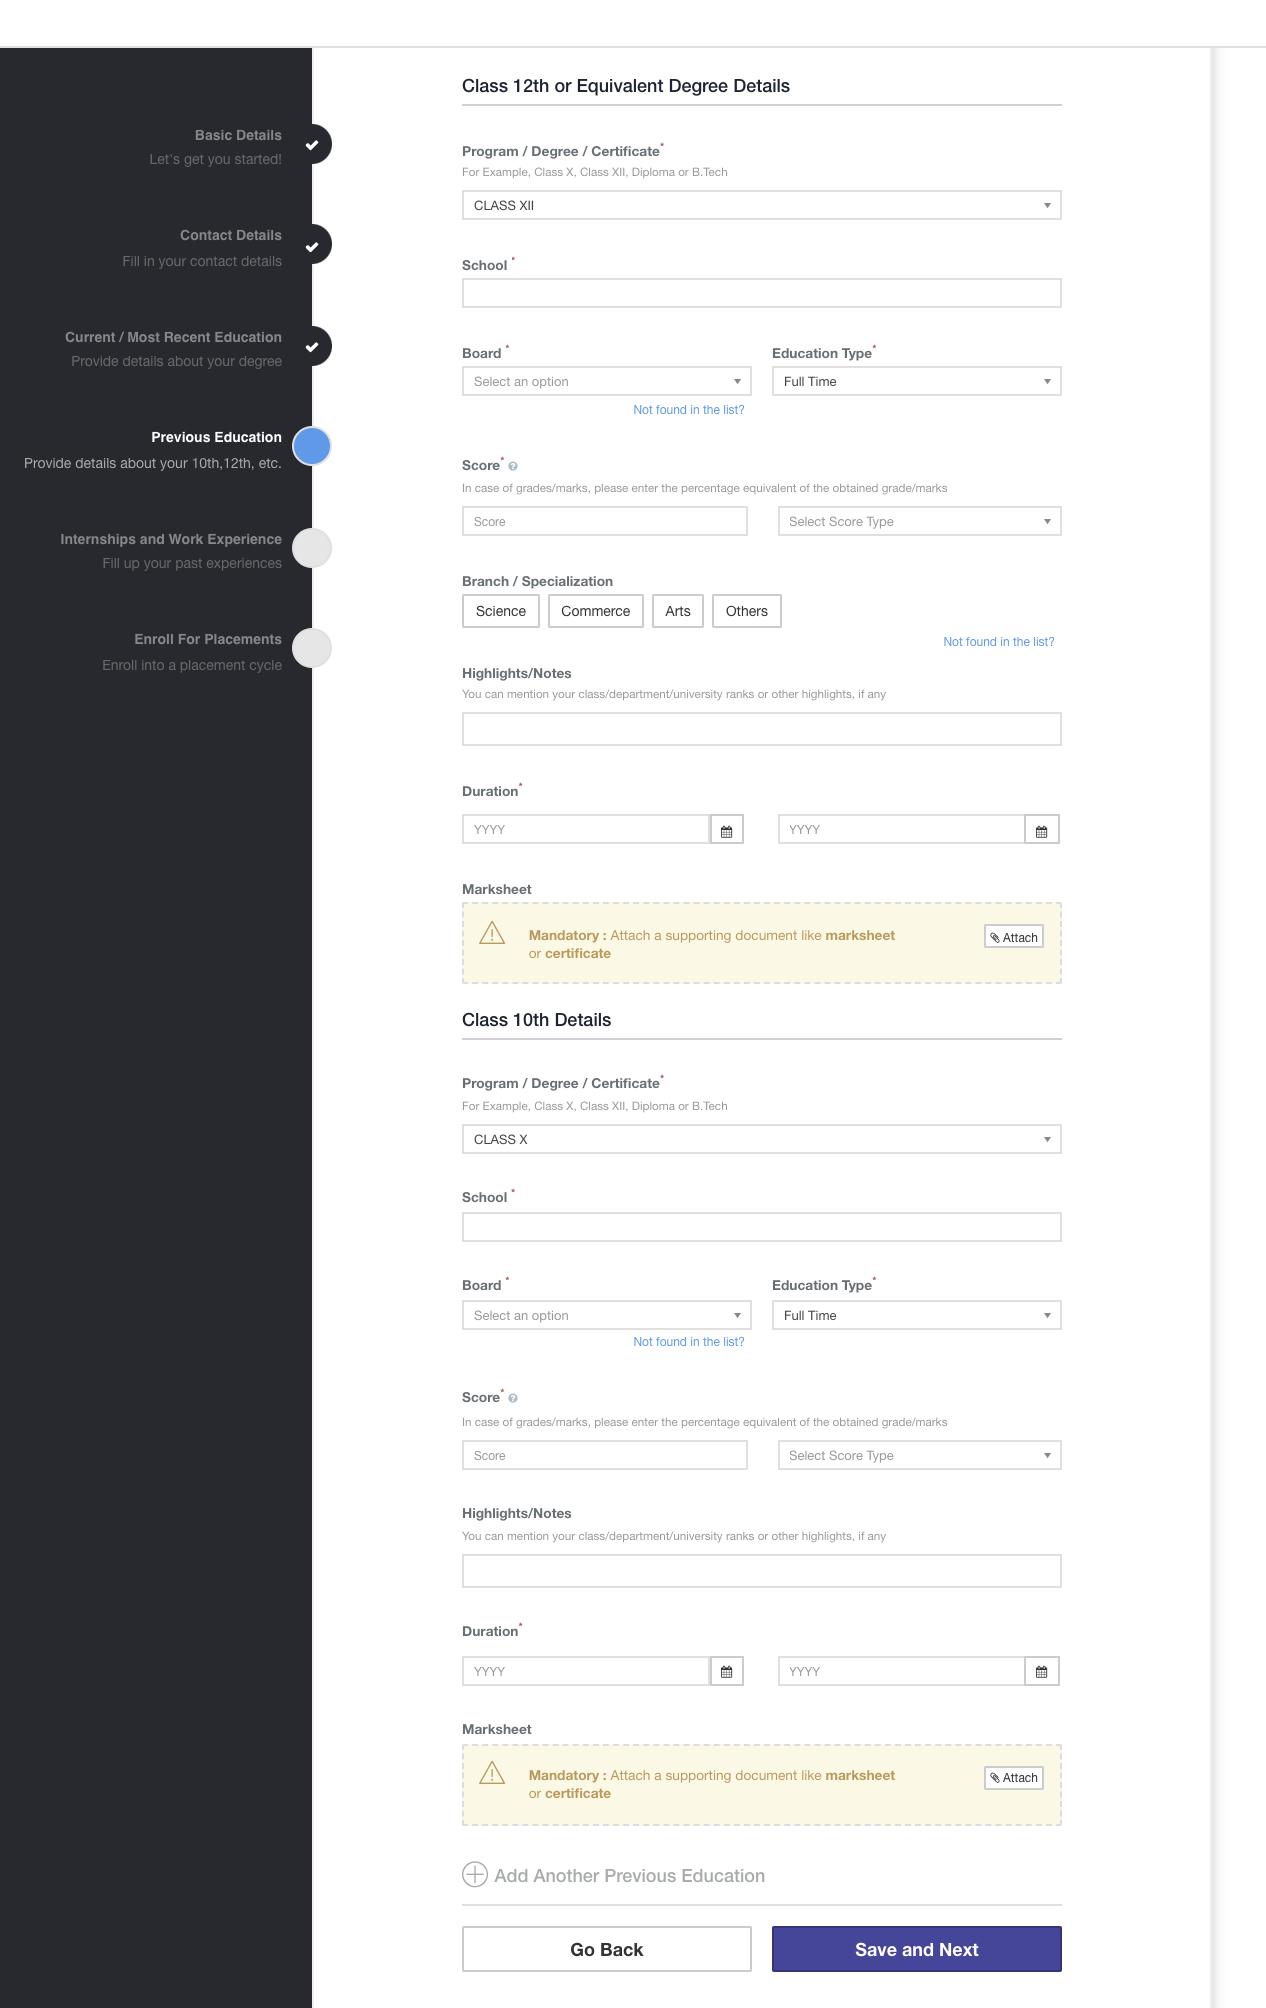 Basic Details
Let's get you started!
Contact Details
Fill in your contact details
Current / Most Recent Education
Provide details about your degree
Previous Education
Provide details about your 10th,12th, etc.
Internships and Work Experience
Fill up your past experiences
Enroll For Placements
Enroll into a placement cycle
Class 12th or Equivalent Degree Details
Program / Degree / Certificate*
For Example, Class X, Class XII, Diploma or B.Tech
CLASS XII
School *
Board * Education Type*
Select an option Full Time
Not found in the list?
Score*
In case of grades/marks, please enter the percentage equivalent of the obtained grade/marks
Score Select Score Type
Branch / Specialization
Science Commerce Arts Others
Not found in the list?
Highlights/Notes
You can mention your class/department/university ranks or other highlights, if any
Duration*
YYYY YYYY
Marksheet
Mandatory : Attach a supporting document like marksheet
or certificate
Attach
Class 10th Details
Program / Degree / Certificate*
For Example, Class X, Class XII, Diploma or B.Tech
CLASS X
School *
Board * Education Type*
Select an option Full Time
Not found in the list?
Score*
In case of grades/marks, please enter the percentage equivalent of the obtained grade/marks
Score Select Score Type
Highlights/Notes
You can mention your class/department/university ranks or other highlights, if any
Duration*
YYYY YYYY
Marksheet
Mandatory : Attach a supporting document like marksheet
or certificate
Attach
Add Another Previous Education
Go Back Save and Next